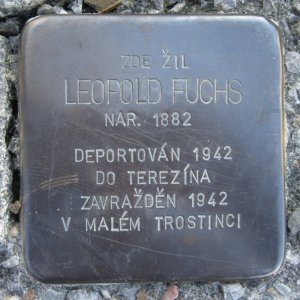 ZDE ŽIL
LEOPOLD FUCHS
NAR. 1882
DEPORTOVÁN 1942
DO TEREZÍNA
ZAVRAŽDĚN 1942
V MALÉM TROSTINCI